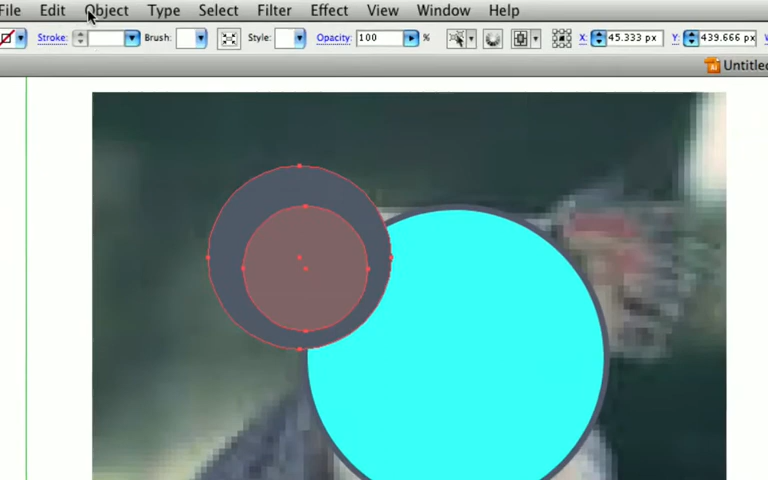 File Edit Object Type Select Filter Effect View Window Help
Stroke: Brush: Style: Opacity: 100 % X: 45.333 px Y: 439.666 px
Untitled